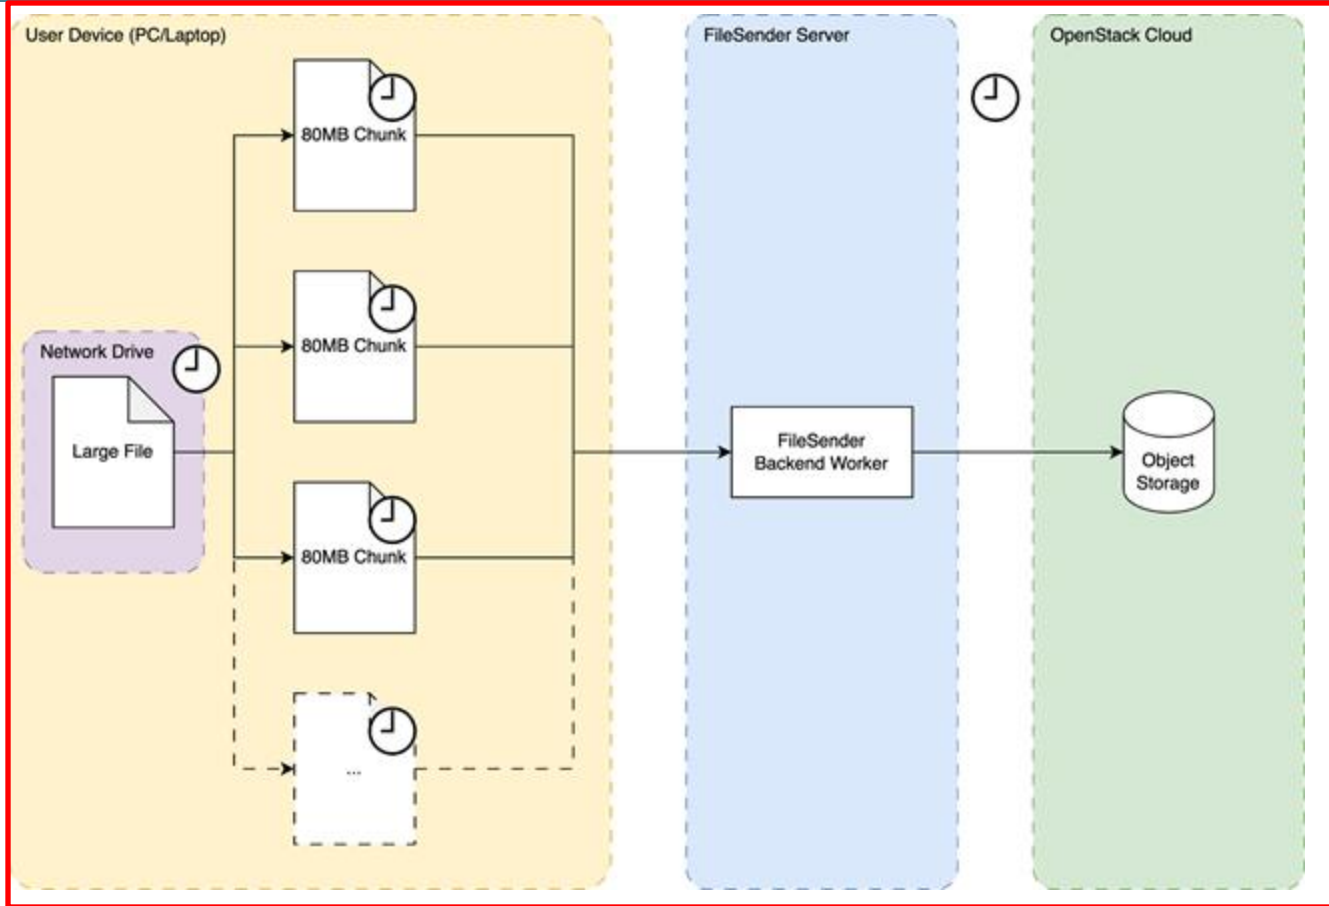 User Device (PC/Laptop)
FileSender Server
OpenStack Cloud
80MB Chunk
80MB Chunk
Network Drive
Large File
FileSender
Backend Worker
Object
Storage
80MB Chunk
...